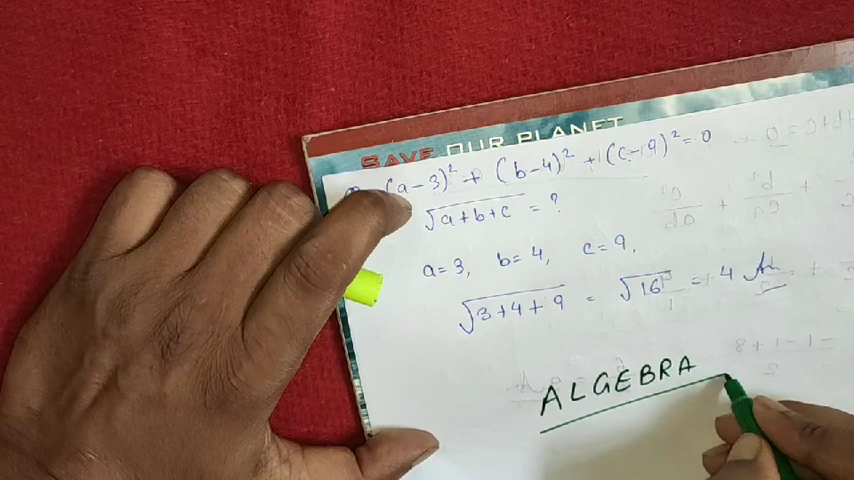 SAVE OUR PLANET
(a-3)² + (b-4)² + (c-9)² = 0
√a+b+c = ?
a=3, b=4, c=9.
√3+4+9 = √16 = 4 Ans
ALGEBRA